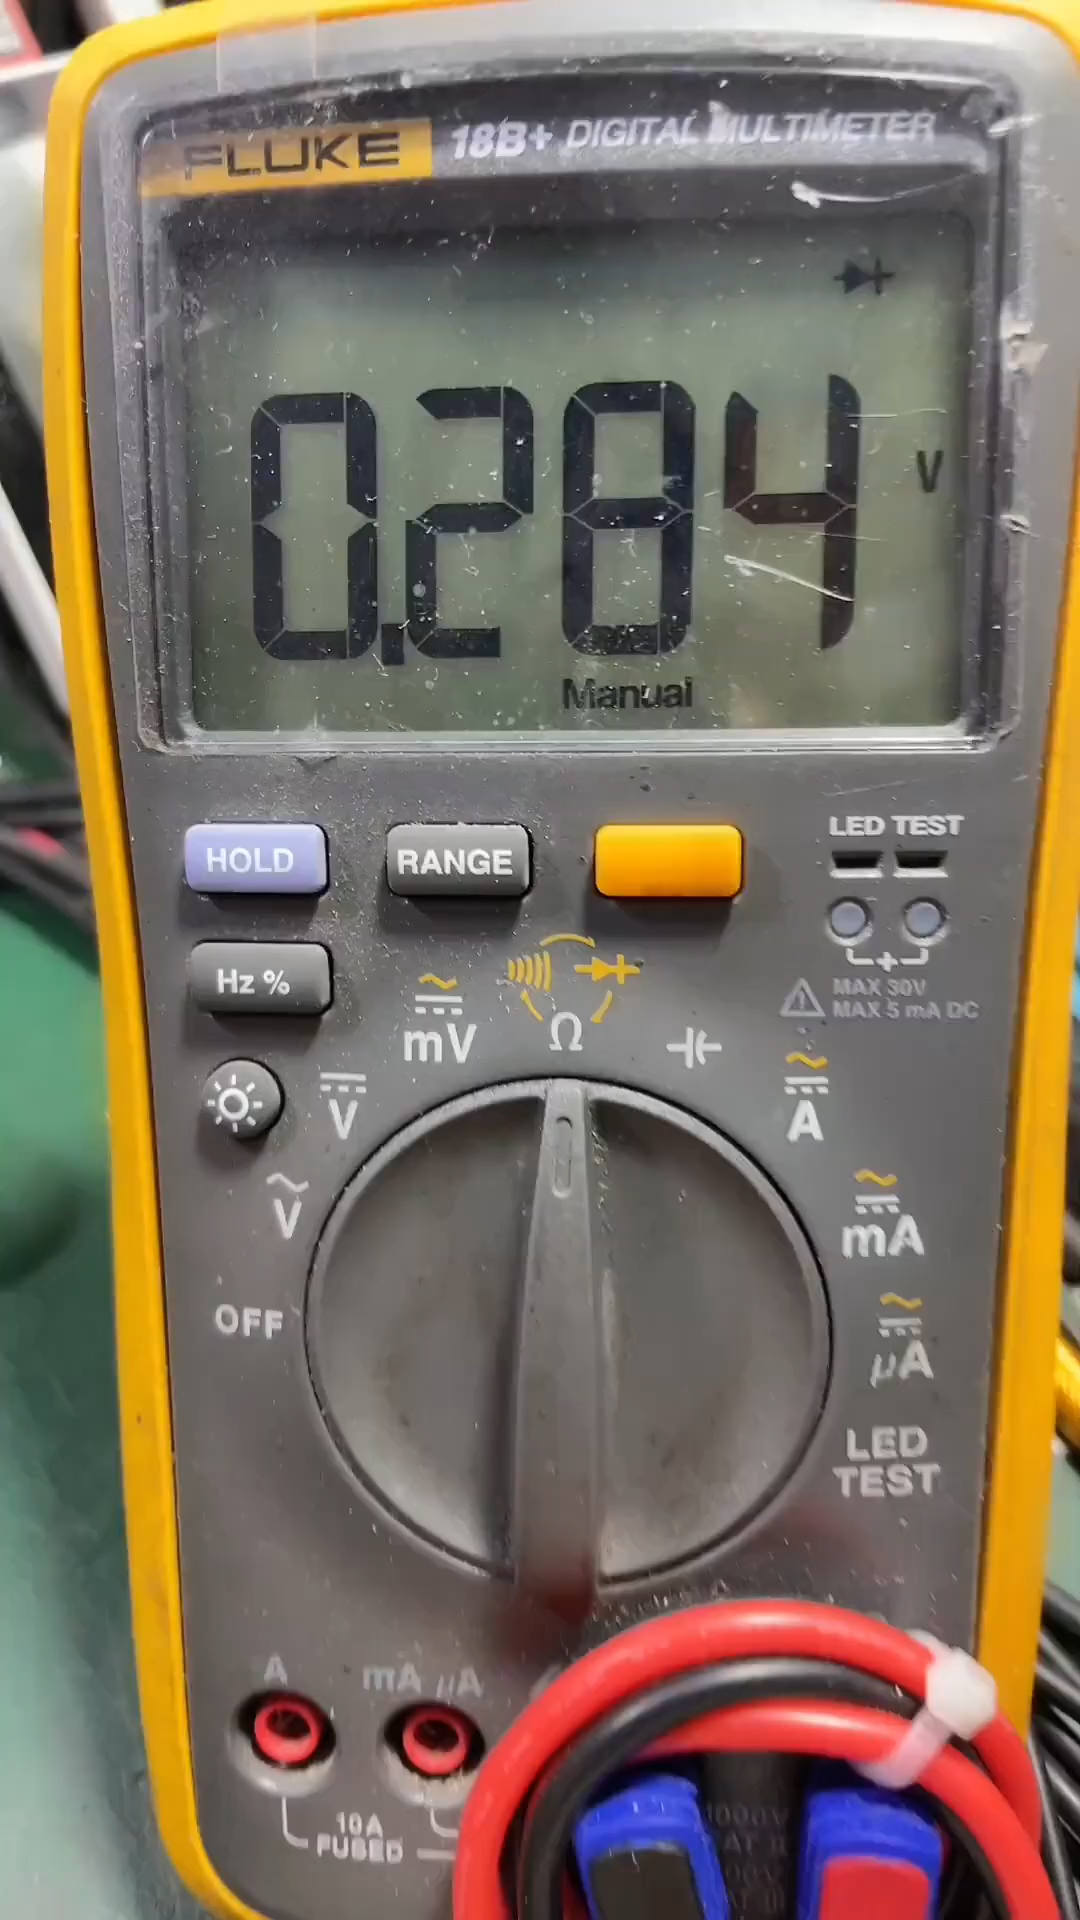 FLUKE 18B+ DIGITAL MULTIMETER
0.284 V
Manual
HOLD RANGE
LED TEST
Hz %
MAX 30V
MAX 5 mA DC
mV Ω
V
A
V
mA
OFF
µA
LED
TEST
A mA µA
10A
FUSED
1000V